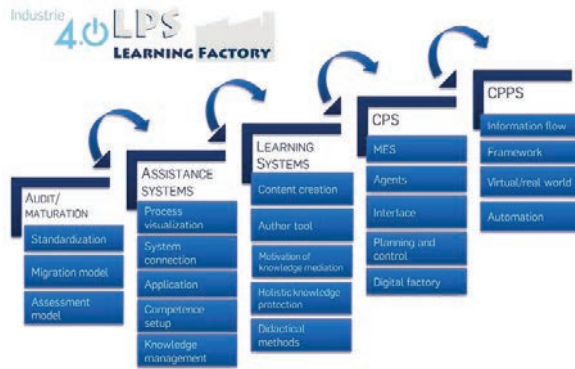 Industrie
4.0 LPS
LEARNING FACTORY
AUDIT/
MATURATION
Standardization
Migration model
Assessment
model
ASSISTANCE
SYSTEMS
Process
visualization
System
connection
Application
Competence
setup
Knowledge
management
LEARNING
SYSTEMS
Content creation
Author tool
Motivation of
knowledge mediation
Holistic knowledge
protection
Didactical
methods
CPS
MES
Agents
Interface
Planning and
control
Digital factory
CPPS
Information flow
Framework
Virtual/real world
Automation